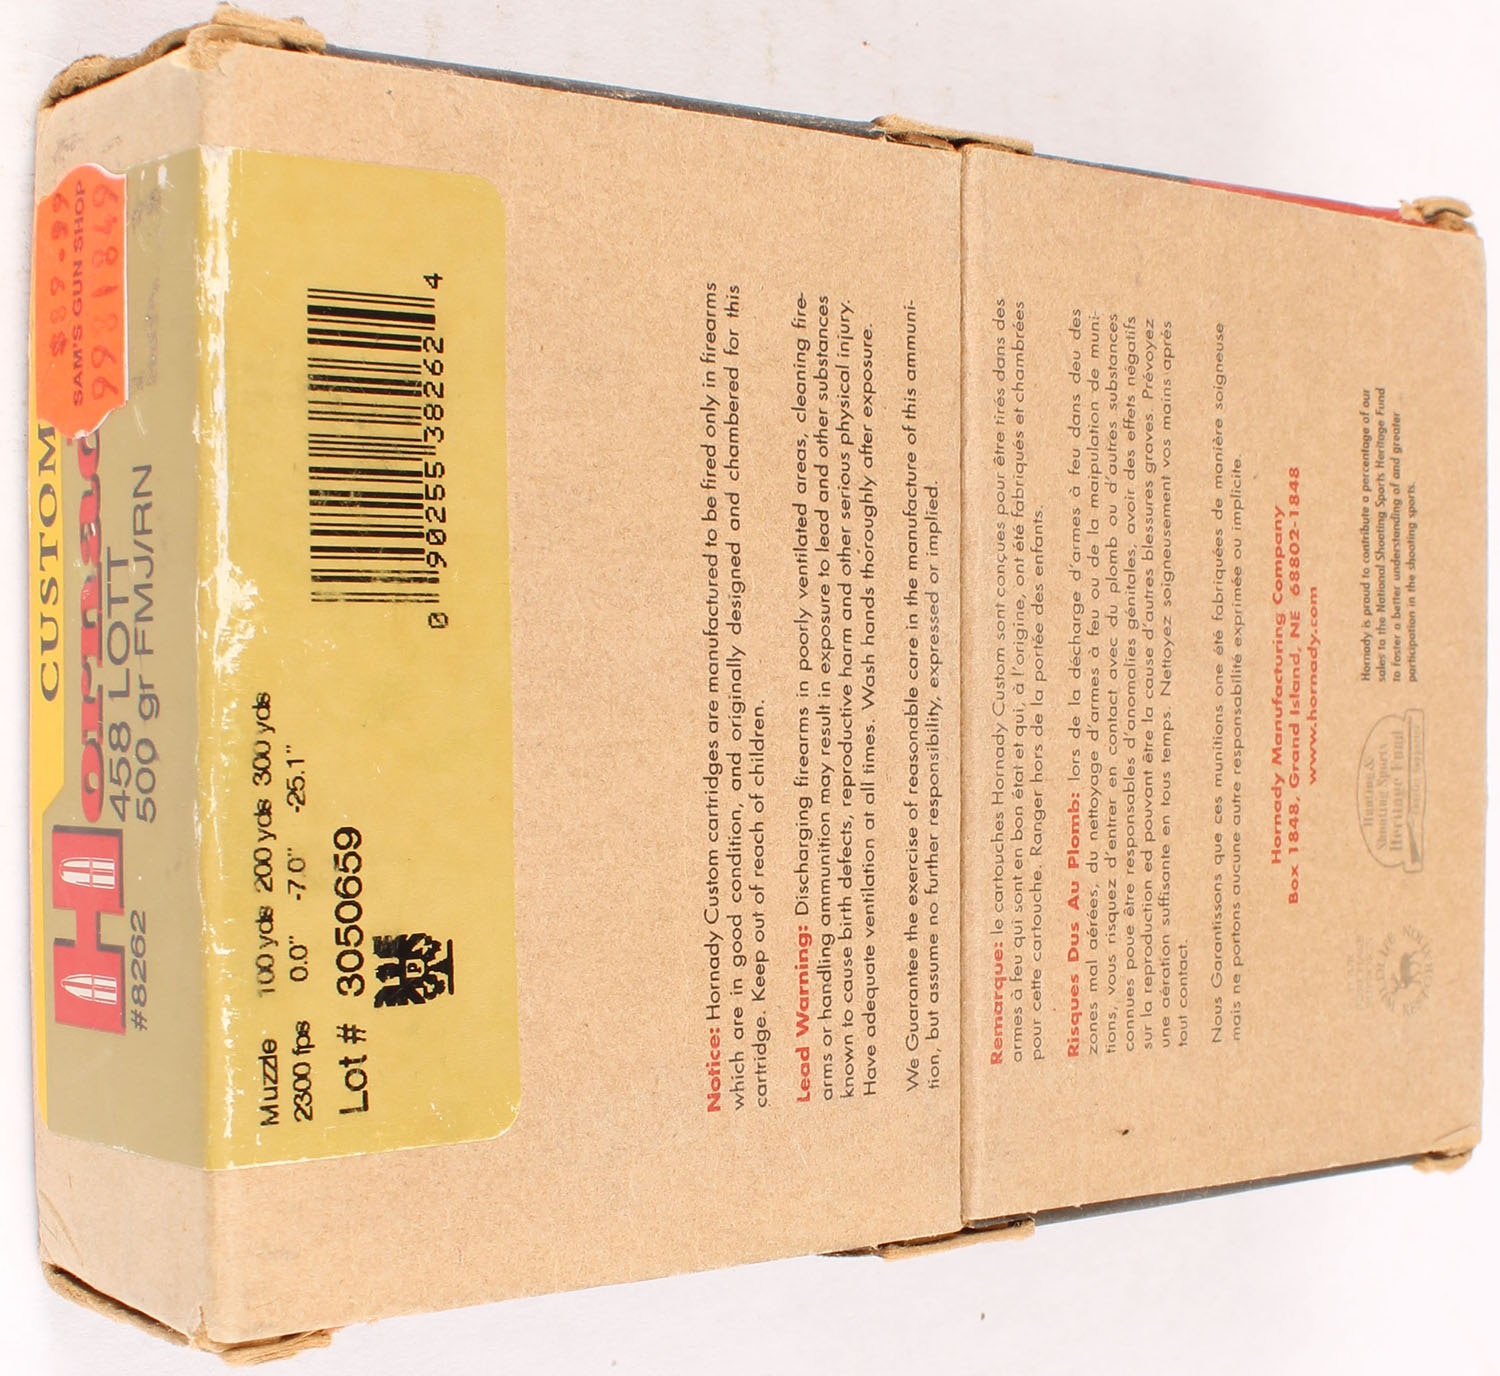 $89.99
SAM'S GUN SHOP
9981849
CUSTOM
458 LOTT
500 gr FMJ/RN
#8262
Muzzle 100 yds 200 yds 300 yds
2300 fps 0.0" -7.0" -25.1"
Lot # 3050659
0 90255 38262 4
Notice: Hornady Custom cartridges are manufactured to be fired only in firearms
which are in good condition, and originally designed and chambered for this
cartridge. Keep out of reach of children.
Lead Warning: Discharging firearms in poorly ventilated areas, cleaning fire-
arms or handling ammunition may result in exposure to lead and other substances
known to cause birth defects, reproductive harm and other serious physical injury.
Have adequate ventilation at all times. Wash hands thoroughly after exposure.
We Guarantee the exercise of reasonable care in the manufacture of this ammuni-
tion, but assume no further responsibility, expressed or implied.
Remarque: le cartouches Hornady Custom sont conçues pour être tirés dans des
armes à feu qui sont en bon état et qui, à l'origine, ont été fabriqués et chambrées
pour cette cartouche. Ranger hors de la portée des enfants.
Risques Dus Au Plomb: lors de la décharge d'armes à feu dans deu des
zones mal aérées, du nettoyage d'armes à feu ou de la maipulation de muni-
tions, vous risquez d'entrer en contact avec du plomb ou d'autres substances
connues poue être responsables d'anomalies génitales, avoir des effets négatifs
sur la reproduction ed pouvant être la cause d'autres blessures graves. Prévoyez
une aération suffisante en tous temps. Nettoyez soigneusement vos mains aprés
tout contact.
Nous Garantissons que ces munitions one été fabriquées de manière soigneuse
mais ne portons aucune autre responsabilité exprimée ou implicite.
Hornady Manufacturing Company
Box 1848, Grand Island, NE 68802-1848
www.hornady.com
Hornady is proud to contribute a percentage of our
sales to the National Shooting Sports Heritage Fund
to foster a better understanding of and greater
participation in the shooting sports.
Hunting &
Shooting Sports
Heritage Fund